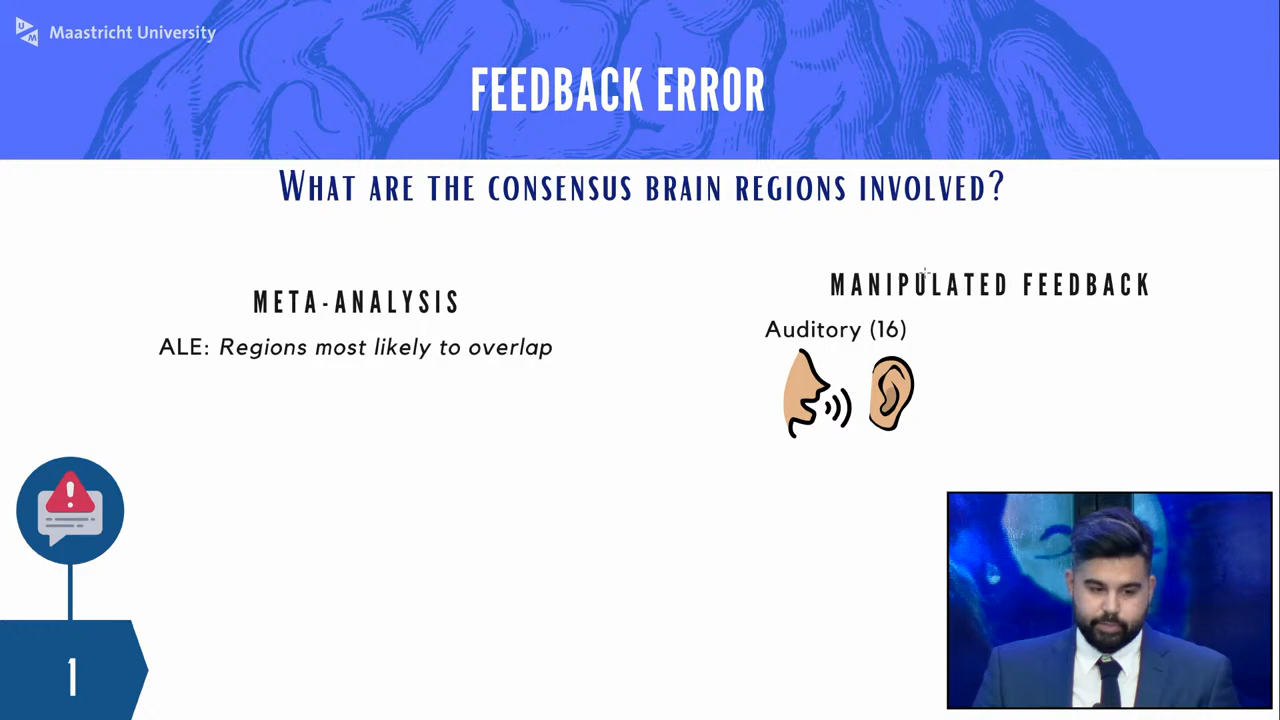 Maastricht University
FEEDBACK ERROR
WHAT ARE THE CONSENSUS BRAIN REGIONS INVOLVED?
META-ANALYSIS
ALE: Regions most likely to overlap
MANIPULATED FEEDBACK
Auditory (16)
1